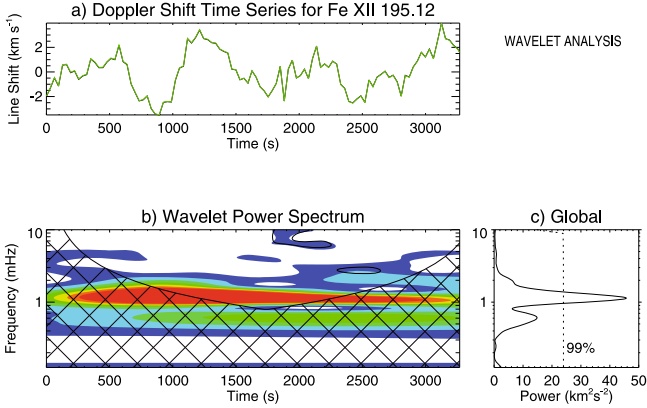 a) Doppler Shift Time Series for Fe XII 195.12
WAVELET ANALYSIS
Line Shift (km s⁻¹)
2
0
-2
0 500 1000 1500 2000 2500 3000
Time (s)
b) Wavelet Power Spectrum
c) Global
Frequency (mHz)
10
1
0 500 1000 1500 2000 2500 3000
Time (s)
10
1
99%
0 10 20 30 40 50
Power (km²s⁻²)